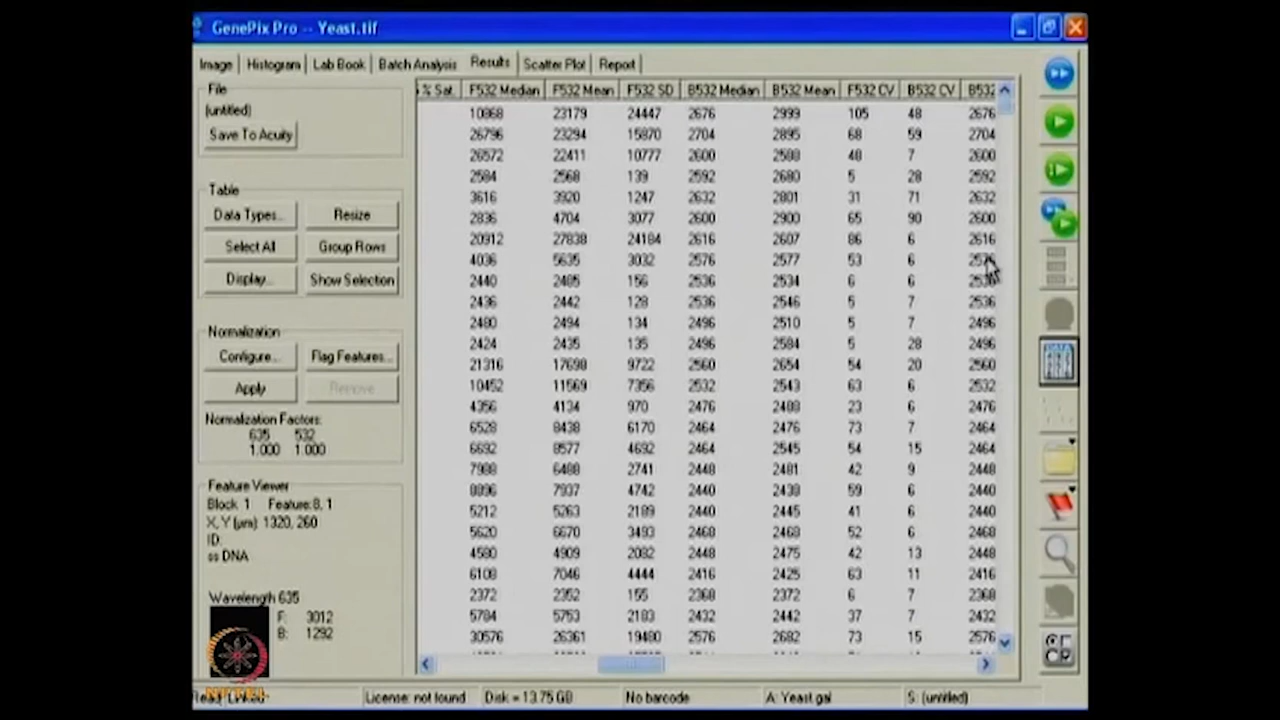 GenePix Pro -- Yeast.tif
Image Histogram Lab Book Batch Analysis Results Scatter Plot Report
File
(untitled)
Save To Acuity
Table
Data Types... Resize
Select All Group Rows
Display... Show Selection
Normalization
Configure... Flag Features...
Apply Remove
Normalization Factors:
635 532
1.000 1.000
Feature Viewer
Block 1 Feature: 8, 1
X, Y (µm) 1320, 260
ID
ss DNA
Wavelength 635
F: 3012
B: 1292
NPTEL
% Sat. F532 Median F532 Mean F532 SD B532 Median B532 Mean F532 CV B532 CV B532
10868 23179 24447 2676 2999 105 48 2676
26796 23294 15870 2704 2895 68 59 2704
26572 22411 10777 2600 2588 48 7 2600
2584 2568 139 2592 2680 5 28 2592
3616 3920 1247 2632 2801 31 71 2632
2836 4704 3077 2600 2900 65 90 2600
20912 27838 24184 2616 2607 86 6 2616
4036 5635 3032 2576 2577 53 6
2440 2485 156 2536 2534 6 6 2536
2436 2442 128 2536 2546 5 7 2536
2480 2494 134 2496 2510 5 7 2496
2424 2435 135 2496 2584 5 28 2496
21316 17698 9722 2560 2654 54 20 2560
10452 11569 7356 2532 2543 63 6 2532
4356 4134 970 2476 2488 23 6 2476
6528 8438 6170 2464 2476 73 7 2464
6692 8577 4692 2464 2545 54 15 2464
7988 6488 2741 2448 2481 42 9 2448
8896 7937 4742 2440 2438 59 6 2440
5212 5263 2189 2440 2445 41 6 2440
5620 6670 3493 2468 2468 52 6 2468
4580 4909 2082 2448 2475 42 13 2448
6108 7046 4444 2416 2425 63 11 2416
2372 2352 155 2368 2372 6 7 2368
5784 5753 2183 2432 2442 37 7 2432
30576 26361 19480 2576 2682 73 15 2576
License: not found Disk = 13.75 GB No barcode A: Yeast gal S: (untitled)